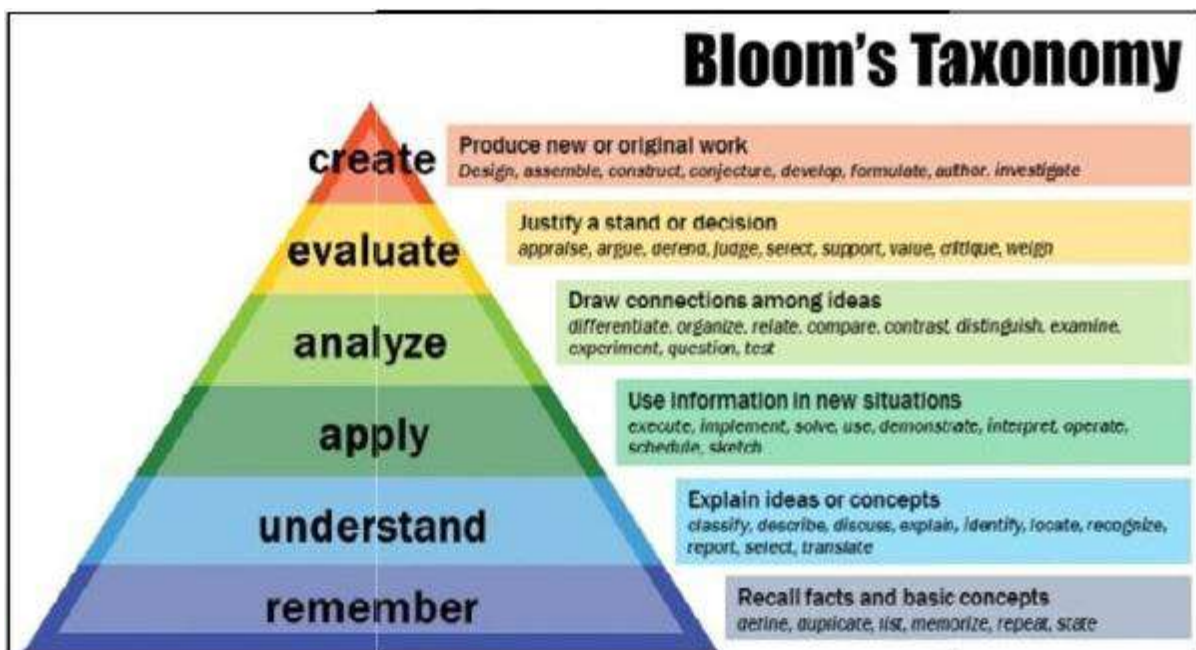 Bloom's Taxonomy
create
Produce new or original work
Design, assemble, construct, conjecture, develop, formulate, author, investigate
evaluate
Justify a stand or decision
appraise, argue, defend, judge, select, support, value, critique, weigh
analyze
Draw connections among ideas
differentiate, organize, relate, compare, contrast, distinguish, examine,
experiment, question, test
apply
Use information in new situations
execute, implement, solve, use, demonstrate, interpret, operate,
schedule, sketch
understand
Explain ideas or concepts
classify, describe, discuss, explain, identify, locate, recognize,
report, select, translate
remember
Recall facts and basic concepts
define, duplicate, list, memorize, repeat, state